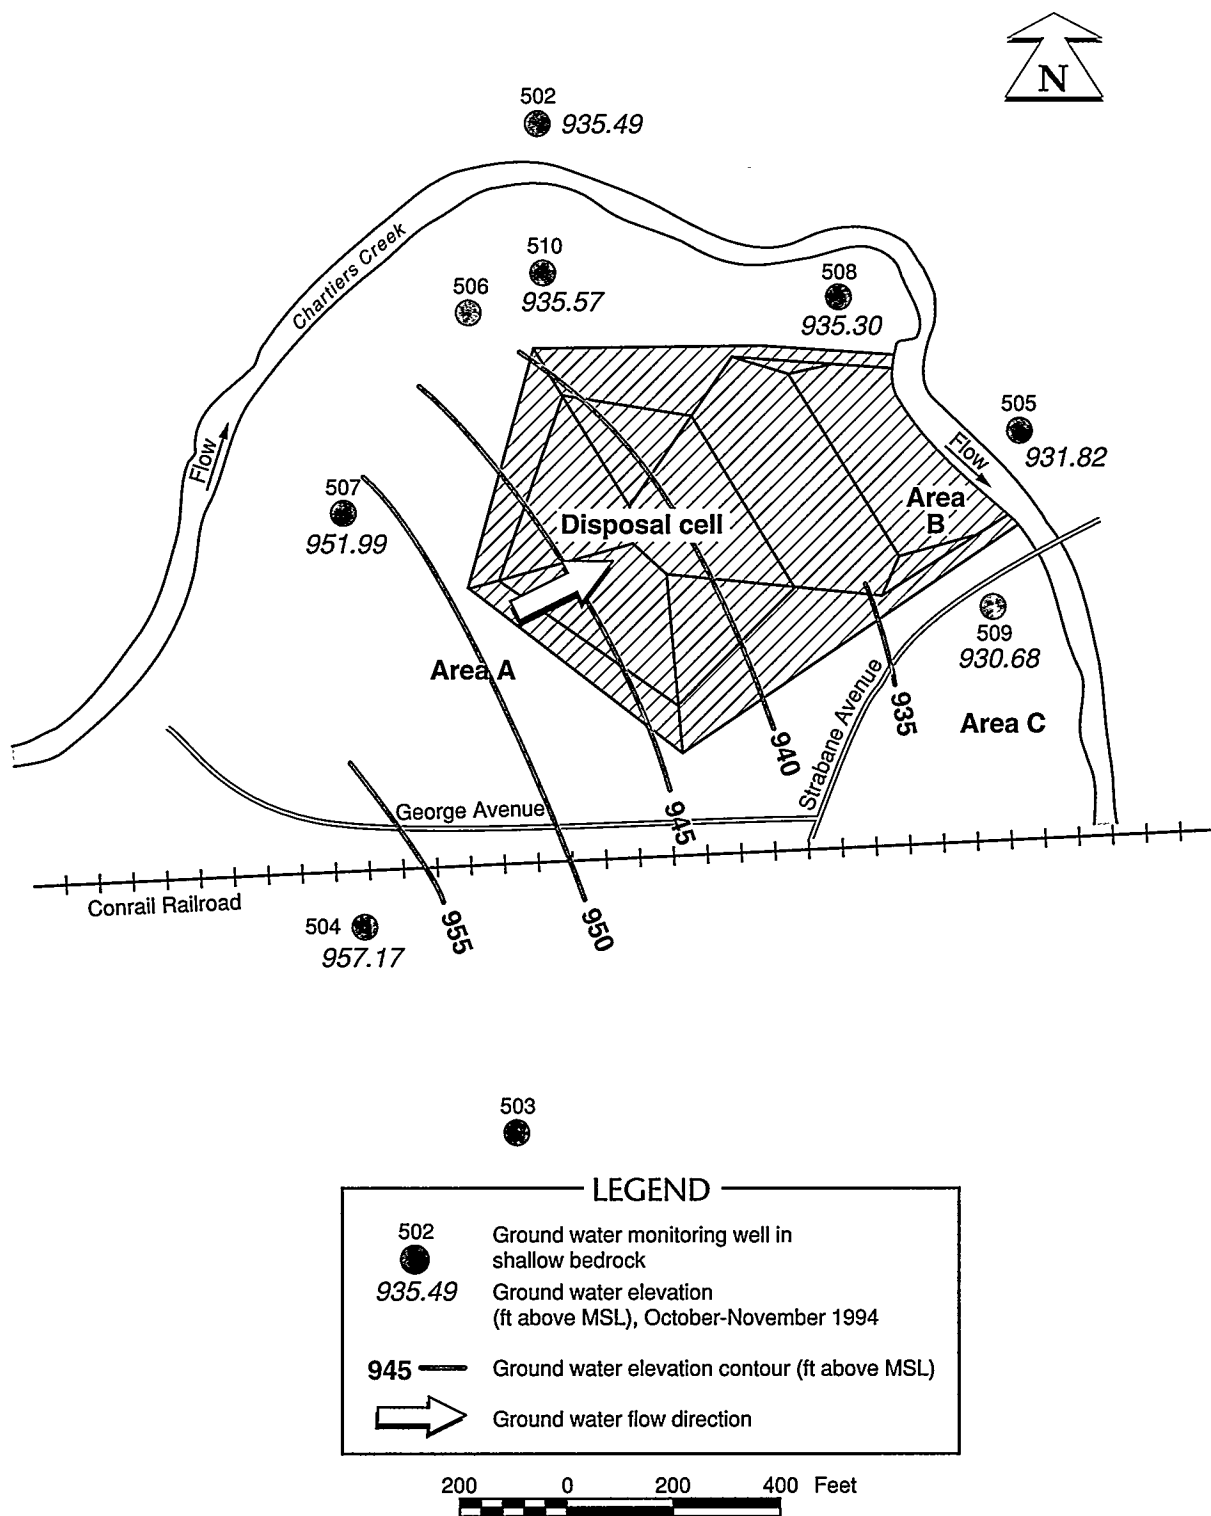 N
502
935.49
Chartiers Creek
510
935.57
506
508
935.30
505
931.82
Flow
Flow
507
951.99
Disposal cell
Area
B
509
930.68
Area A
Area C
Strabane Avenue
935
940
945
George Avenue
Conrail Railroad
504
957.17
955
950
503
LEGEND
502
935.49
Ground water monitoring well in
shallow bedrock
Ground water elevation
(ft above MSL), October-November 1994
945
Ground water elevation contour (ft above MSL)
Ground water flow direction
200 0 200 400 Feet